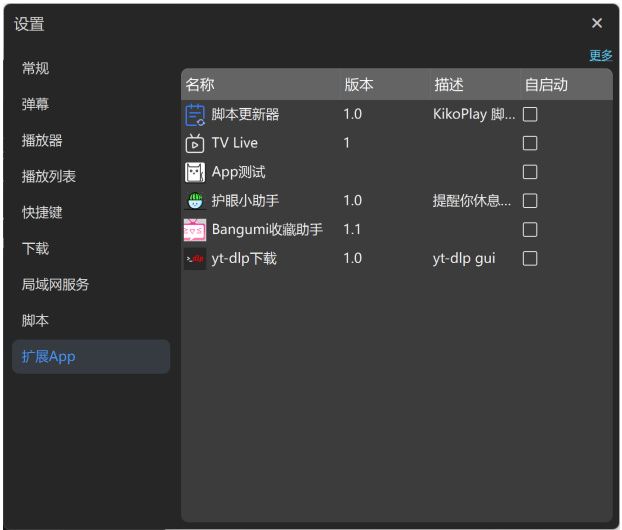 设置
更多
常规
弹幕
播放器
播放列表
快捷键
下载
局域网服务
脚本
扩展App
名称 版本 描述 自启动
脚本更新器 1.0 KikoPlay 脚...
TV Live 1
App测试
护眼小助手 1.0 提醒你休息...
Bangumi收藏助手 1.1
yt-dlp下载 1.0 yt-dlp gui